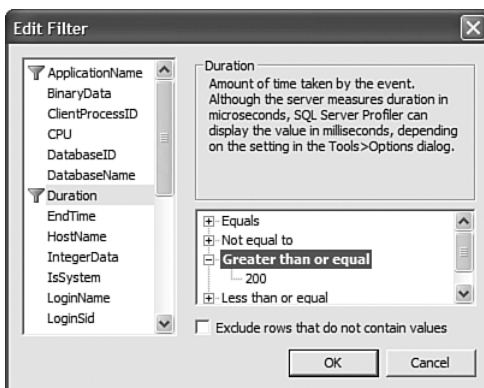 Edit Filter
ApplicationName
BinaryData
ClientProcessID
CPU
DatabaseID
DatabaseName
Duration
EndTime
HostName
IntegerData
IsSystem
LoginName
LoginSid
Duration
Amount of time taken by the event.
Although the server measures duration in
microseconds, SQL Server Profiler can
display the value in milliseconds, depending
on the setting in the Tools>Options dialog.
Equals
Not equal to
Greater than or equal
200
Less than or equal
Exclude rows that do not contain values
OK
Cancel